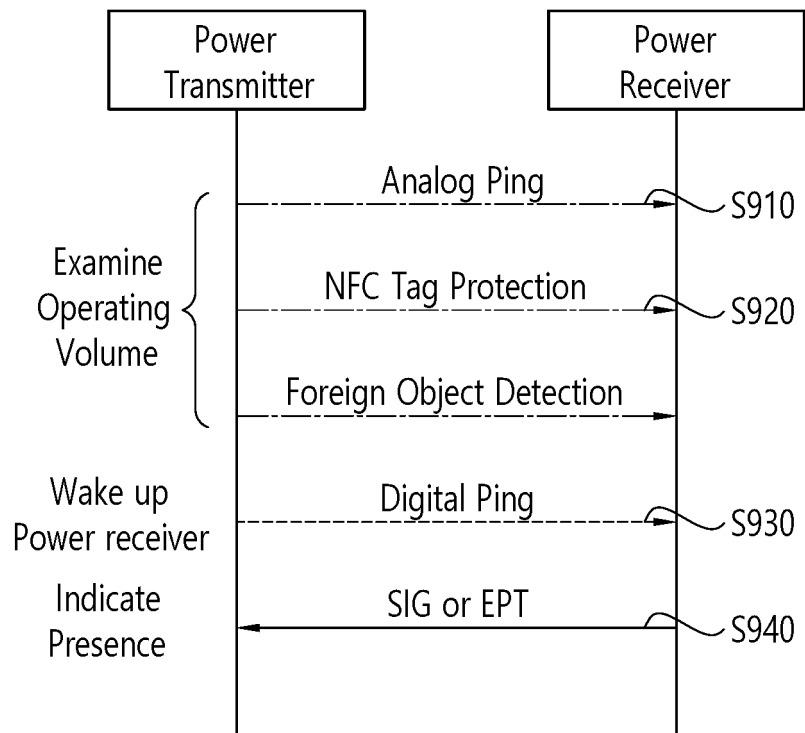 Power
Transmitter
Power
Receiver
Analog Ping
S910
Examine
Operating
Volume
NFC Tag Protection
S920
Foreign Object Detection
Wake up
Power receiver
Digital Ping
S930
Indicate
Presence
SIG or EPT
S940